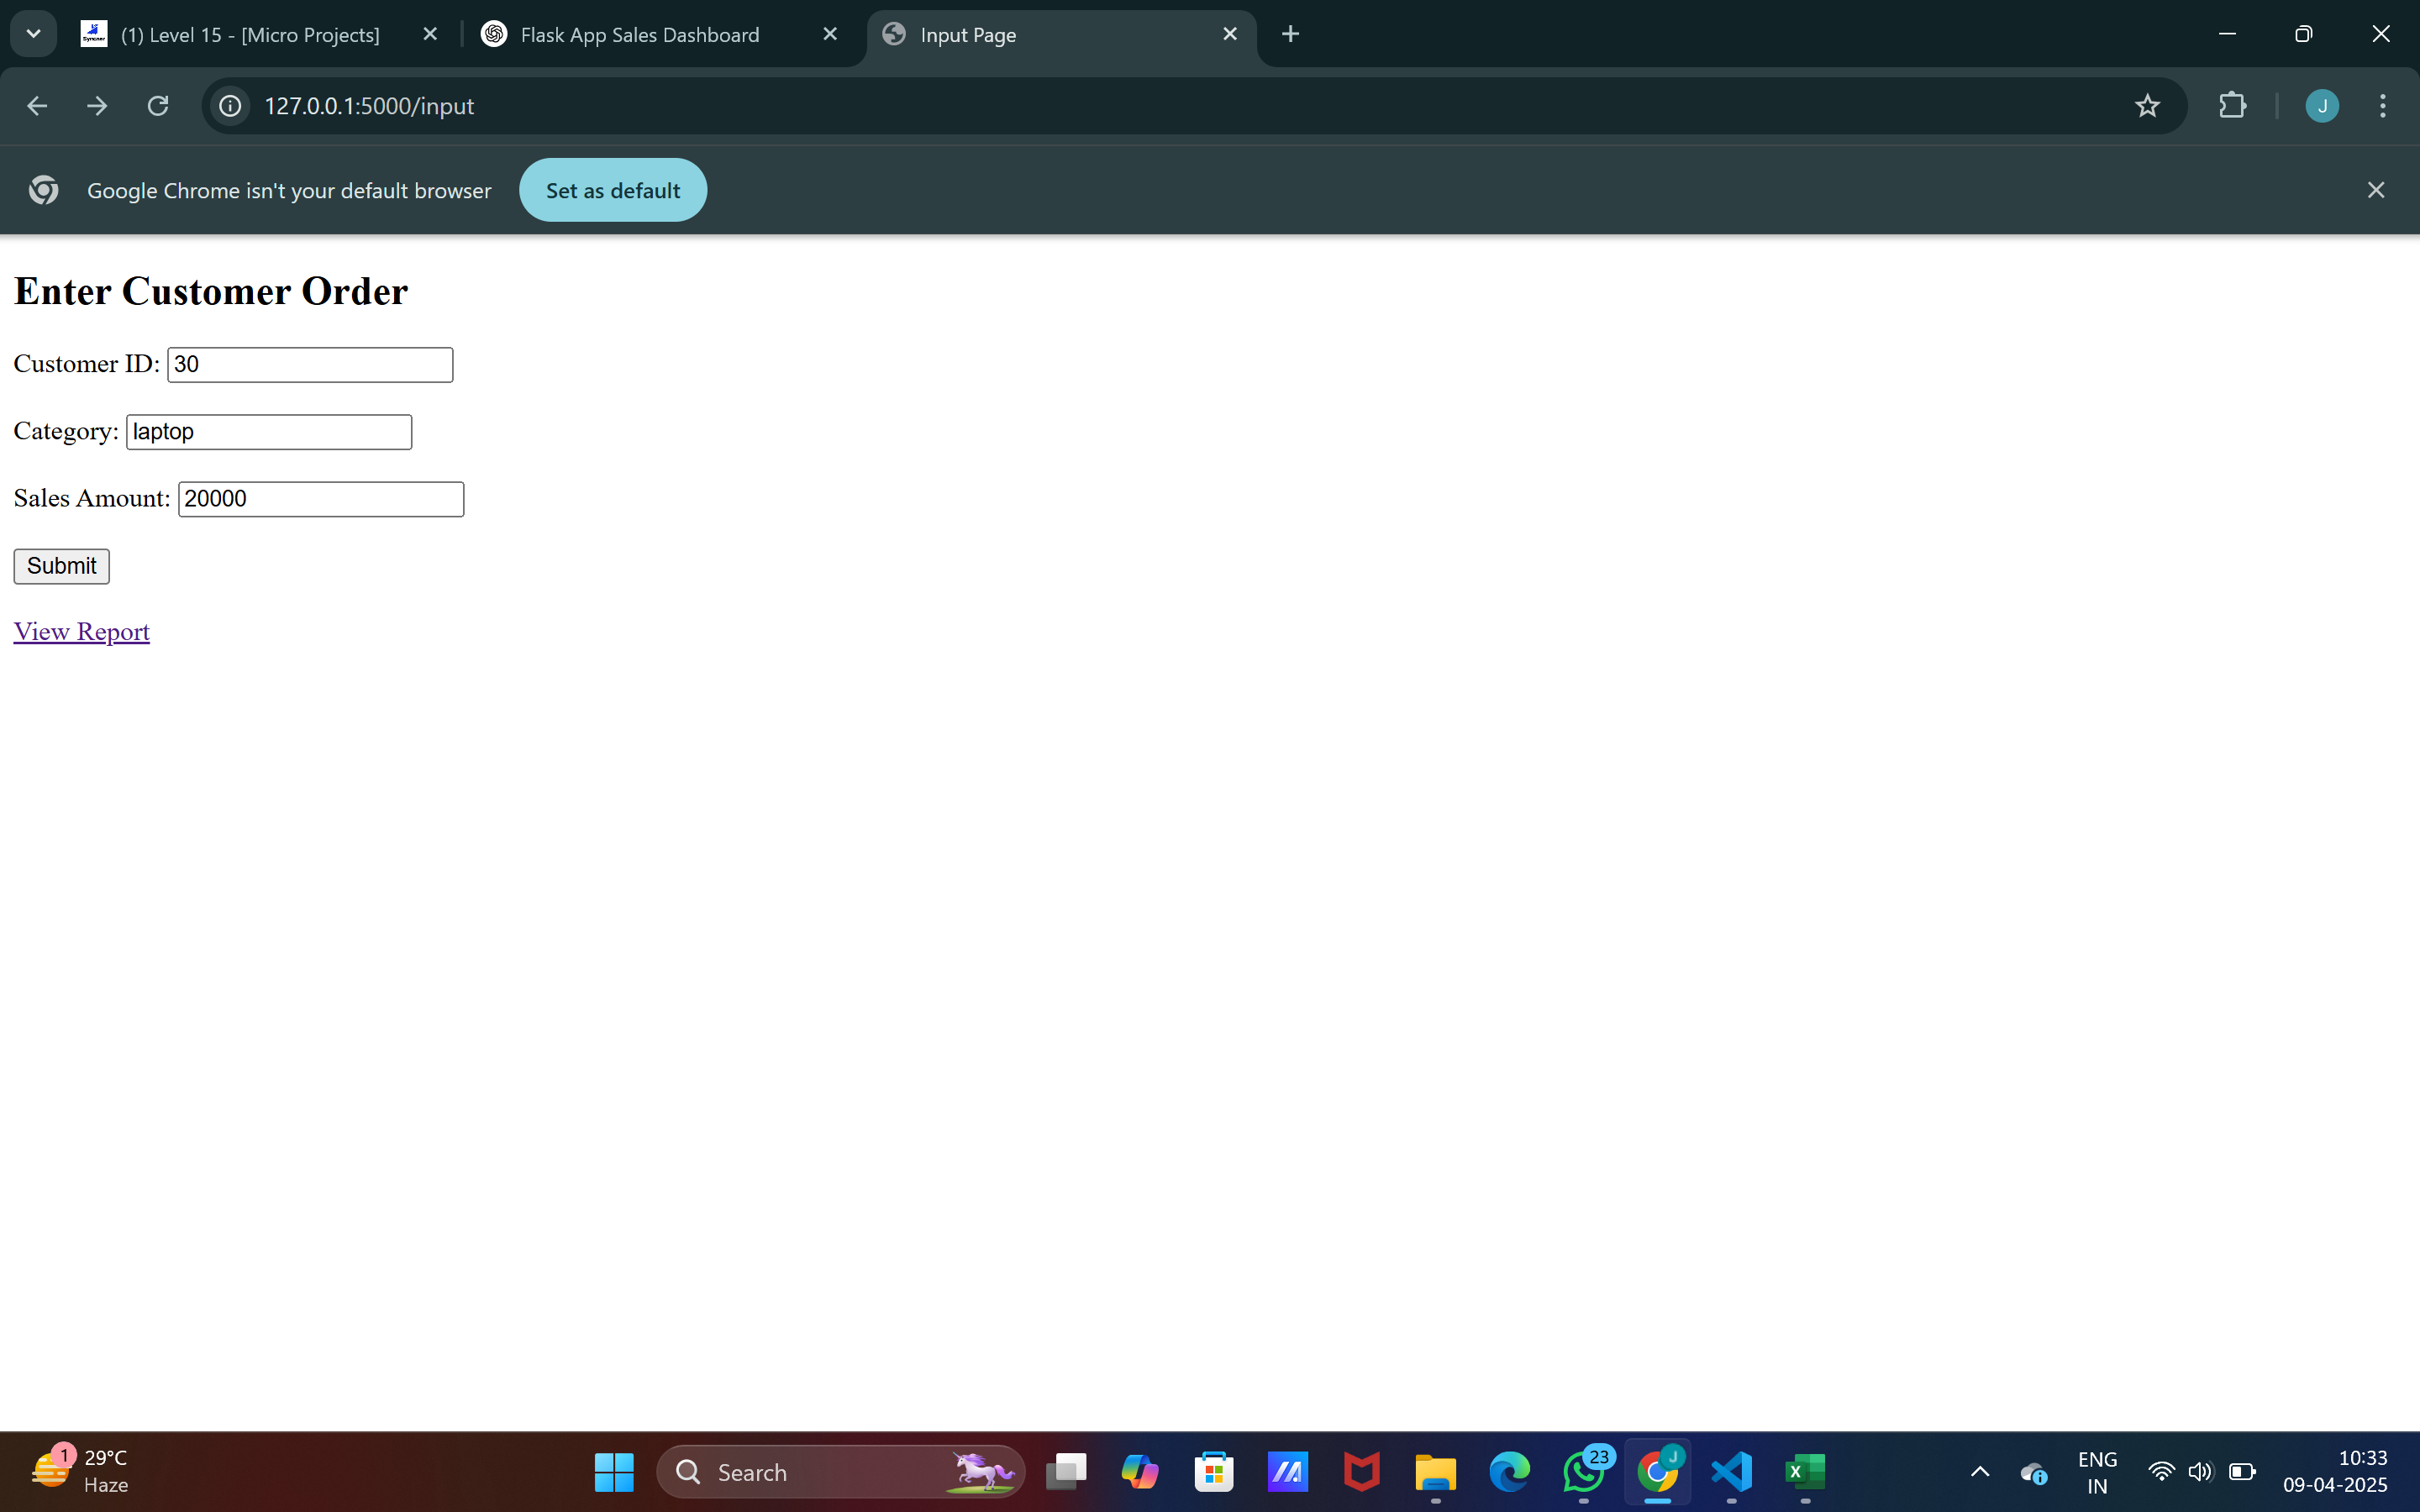 (1) Level 15 - [Micro Projects]
Flask App Sales Dashboard
Input Page
127.0.0.1:5000/input
J
Google Chrome isn't your default browser
Set as default
Enter Customer Order
Customer ID: 30
Category: laptop
Sales Amount: 20000
Submit
View Report
1
29°C
Haze
Search
23
J
ENG
IN
10:33
09-04-2025